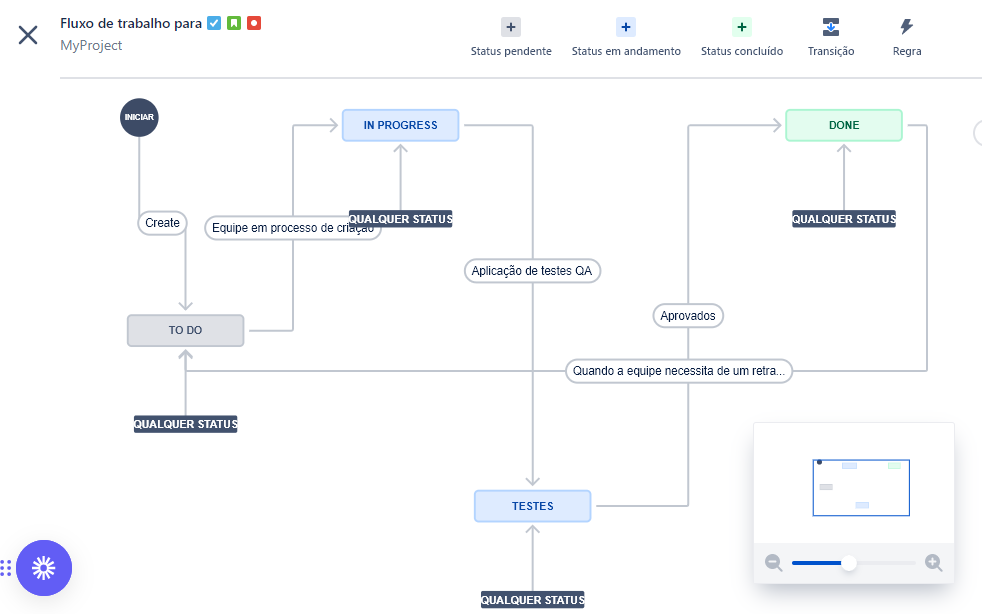 Fluxo de trabalho para
MyProject
Status pendente
Status em andamento
Status concluído
Transição
Regra
INICIAR
IN PROGRESS
DONE
Create
Equipe em processo de criação
QUALQUER STATUS
QUALQUER STATUS
Aplicação de testes QA
Aprovados
TO DO
Quando a equipe necessita de um retra...
QUALQUER STATUS
TESTES
QUALQUER STATUS